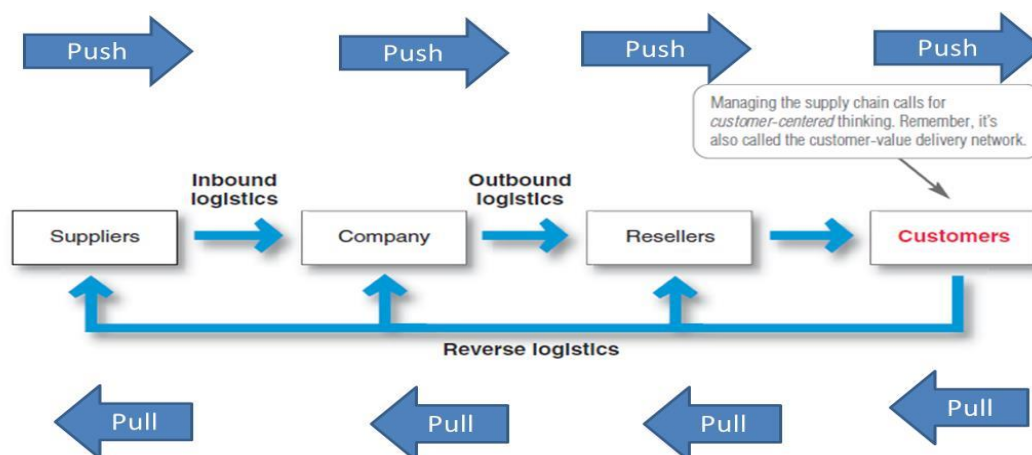 Push
Push
Push
Push
Managing the supply chain calls for
customer-centered thinking. Remember, it's
also called the customer-value delivery network.
Inbound
logistics
Outbound
logistics
Suppliers
Company
Resellers
Customers
Reverse logistics
Pull
Pull
Pull
Pull